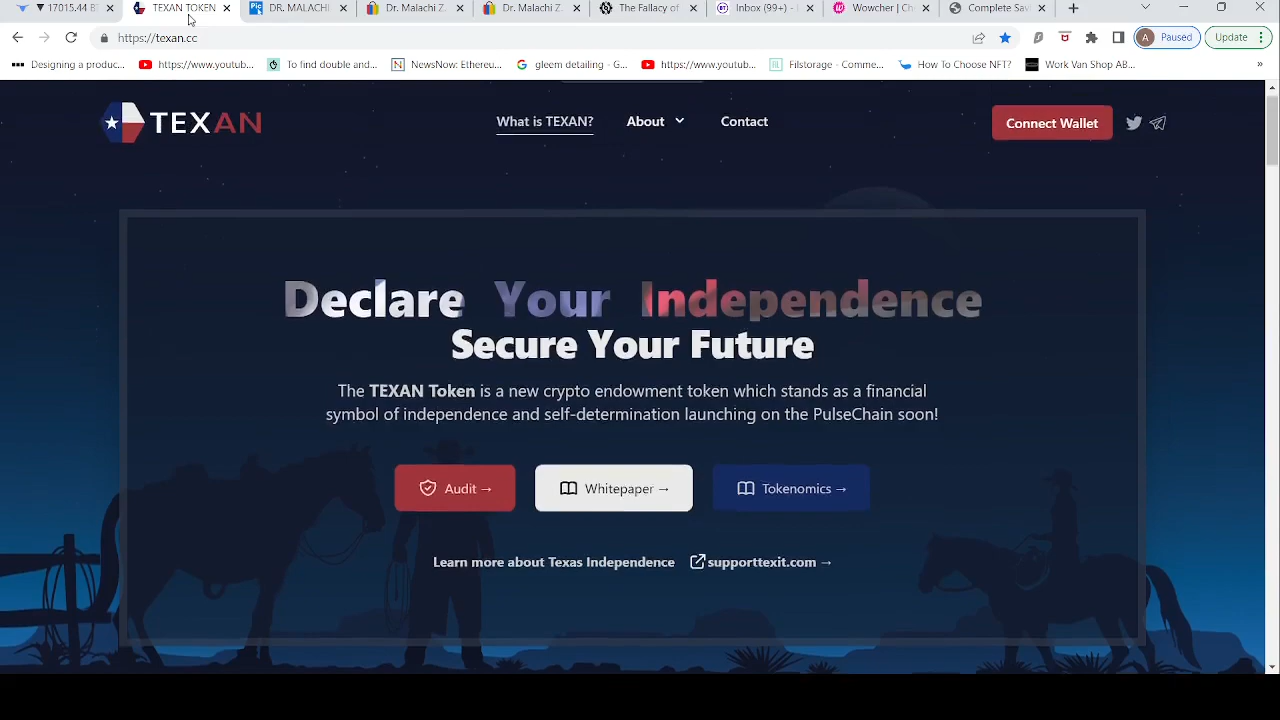 ▼ 17015.44 B
TEXAN TOKEN
DR. MALACHI
Dr. Malachi Z.
Dr. Malachi Z.
The Fallacy of
Inbox (99+) -
Wowcher | Ch
Complete Savi
https://texan.cc
A Paused
Update
Designing a produc...
https://www.youtub...
To find double and...
NewsNow: Ethereu...
gleem detailing - G...
https://www.youtub...
Filstorage - Comme...
How To Choose NFT?
Work Van Shop AB...
»
TEXAN
What is TEXAN?
About
Contact
Connect Wallet
Declare Your Independence
Secure Your Future
The TEXAN Token is a new crypto endowment token which stands as a financial
symbol of independence and self-determination launching on the PulseChain soon!
Audit →
Whitepaper →
Tokenomics →
Learn more about Texas Independence supporttexit.com →